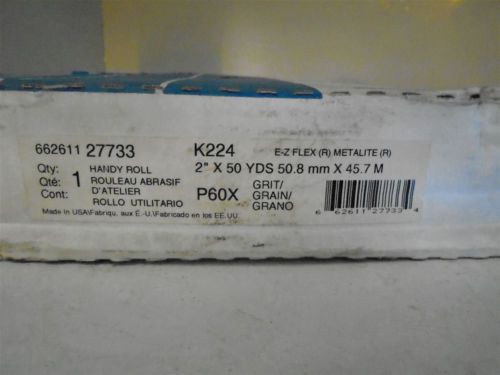 662611 27733 K224 E-Z FLEX (R) METALITE (R)
Qty: 1 HANDY ROLL 2" X 50 YDS 50.8 mm X 45.7 M
Qté: ROULEAU ABRASIF
Cont: D'ATELIER P60X GRIT/
ROLLO UTILITARIO GRAIN/
GRANO
Made in USA\Fabriqu. aux É.-U.\Fabricado en los EE.UU.
6 62611 27733 4